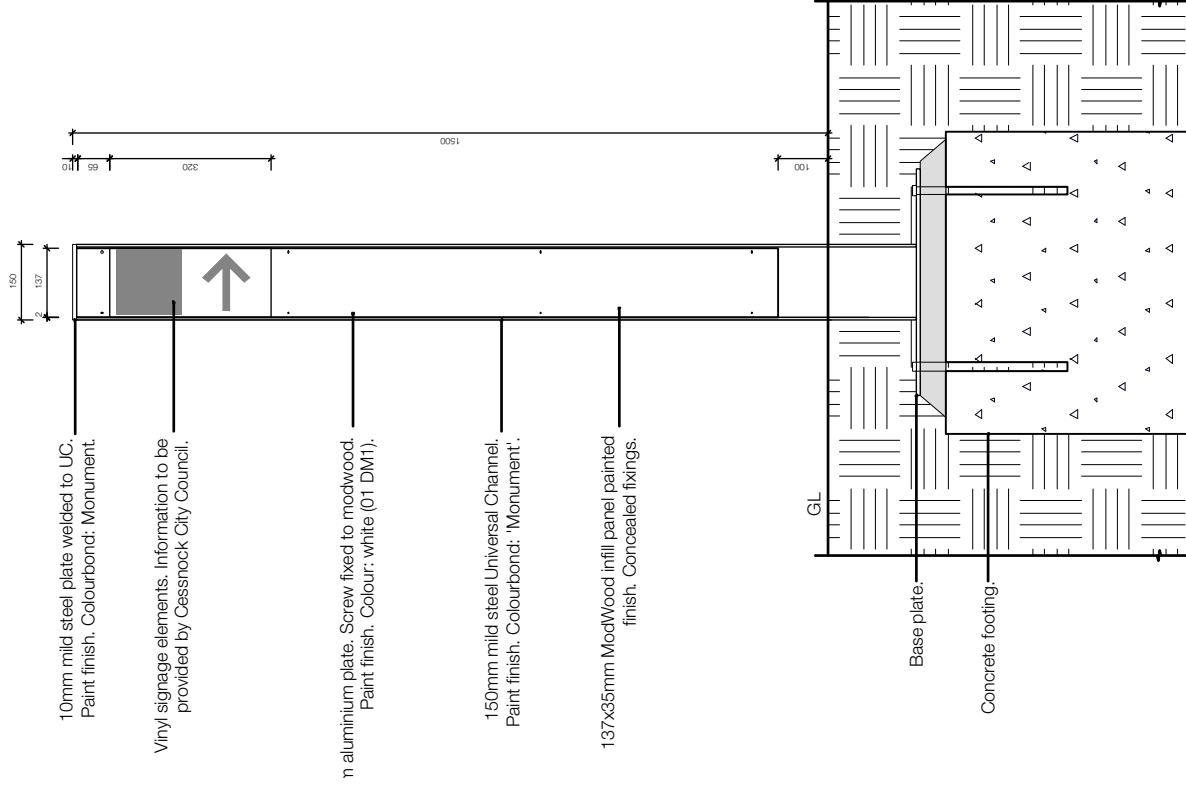 150
137
2
10
65
320
1500
100
10mm mild steel plate welded to UC.
Paint finish. Colourbond: Monument.
Vinyl signage elements. Information to be
provided by Cessnock City Council.
m aluminium plate. Screw fixed to modwood.
Paint finish. Colour: white (01 DM1).
150mm mild steel Universal Channel.
Paint finish. Colourbond: 'Monument'.
137x35mm ModWood infill panel painted
finish. Concealed fixings.
GL
Base plate.
Concrete footing.